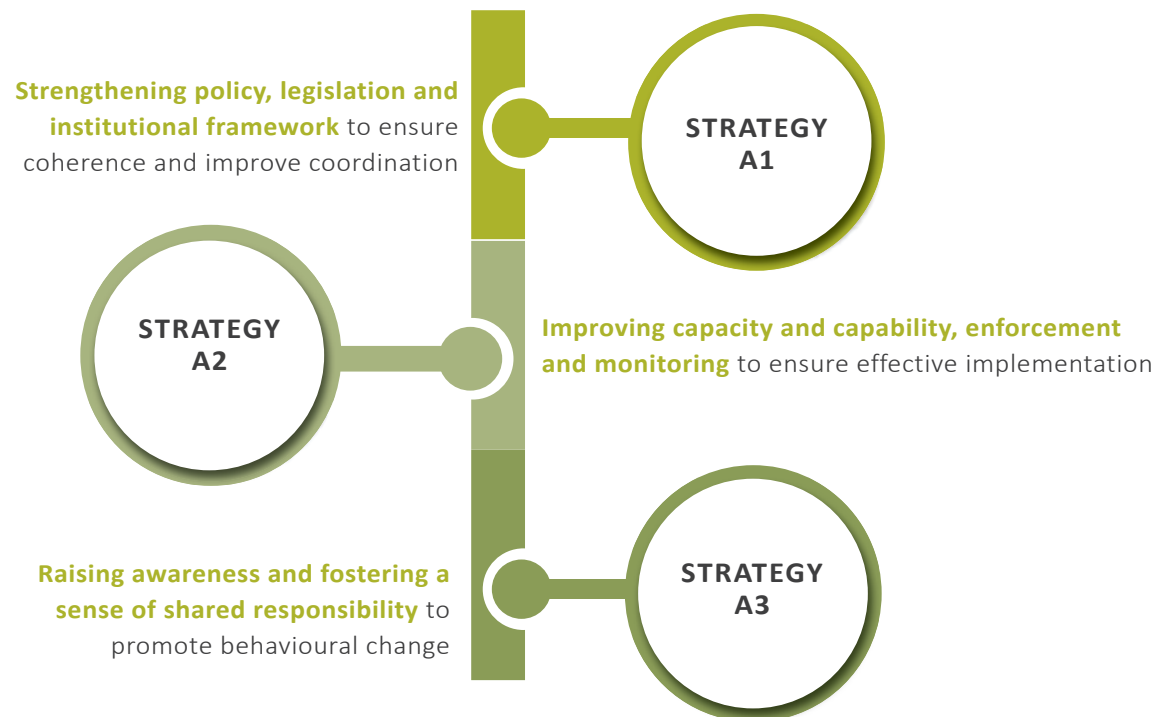 Strengthening policy, legislation and
institutional framework to ensure
coherence and improve coordination
STRATEGY
A1
STRATEGY
A2
Improving capacity and capability, enforcement
and monitoring to ensure effective implementation
Raising awareness and fostering a
sense of shared responsibility to
promote behavioural change
STRATEGY
A3